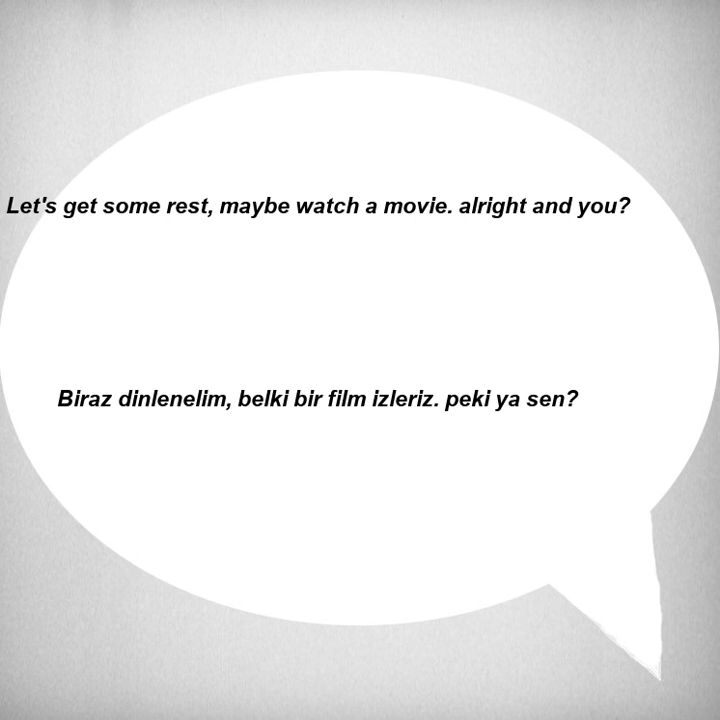 Let's get some rest, maybe watch a movie. alright and you?
Biraz dinlenelim, belki bir film izleriz. peki ya sen?